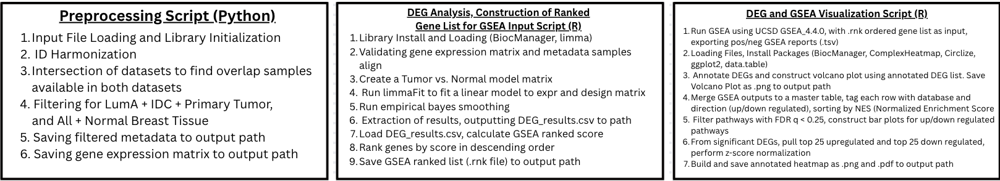 Preprocessing Script (Python)
1. Input File Loading and Library Initialization
2. ID Harmonization
3. Intersection of datasets to find overlap samples
available in both datasets
4. Filtering for LumA + IDC + Primary Tumor,
and All + Normal Breast Tissue
5. Saving filtered metadata to output path
6. Saving gene expression matrix to output path
DEG Analysis, Construction of Ranked
Gene List for GSEA Input Script (R)
1. Library Install and Loading (BiocManager, limma)
2. Validating gene expression matrix and metadata samples
align
3. Create a Tumor vs. Normal model matrix
4. Run limmaFit to fit a linear model to expr and design matrix
5. Run empirical bayes smoothing
6. Extraction of results, outputting DEG_results.csv to path
7. Load DEG_results.csv, calculate GSEA ranked score
8. Rank genes by score in descending order
9. Save GSEA ranked list (.rnk file) to output path
DEG and GSEA Visualization Script (R)
1. Run GSEA using UCSD GSEA_4.4.0, with .rnk ordered gene list as input,
exporting pos/neg GSEA reports (.tsv)
2. Loading Files, Install Packages (BiocManager, ComplexHeatmap, Circlize,
ggplot2, data.table)
3. Annotate DEGs and construct volcano plot using annotated DEG list. Save
Volcano Plot as .png to output path
4. Merge GSEA outputs to a master table, tag each row with database and
direction (up/down regulated), sorting by NES (Normalized Enrichment Score
5. Filter pathways with FDR q < 0.25, construct bar plots for up/down regulated
pathways
6. From significant DEGs, pull top 25 upregulated and top 25 down regulated,
perform z-score normalization
7. Build and save annotated heatmap as .png and .pdf to output path